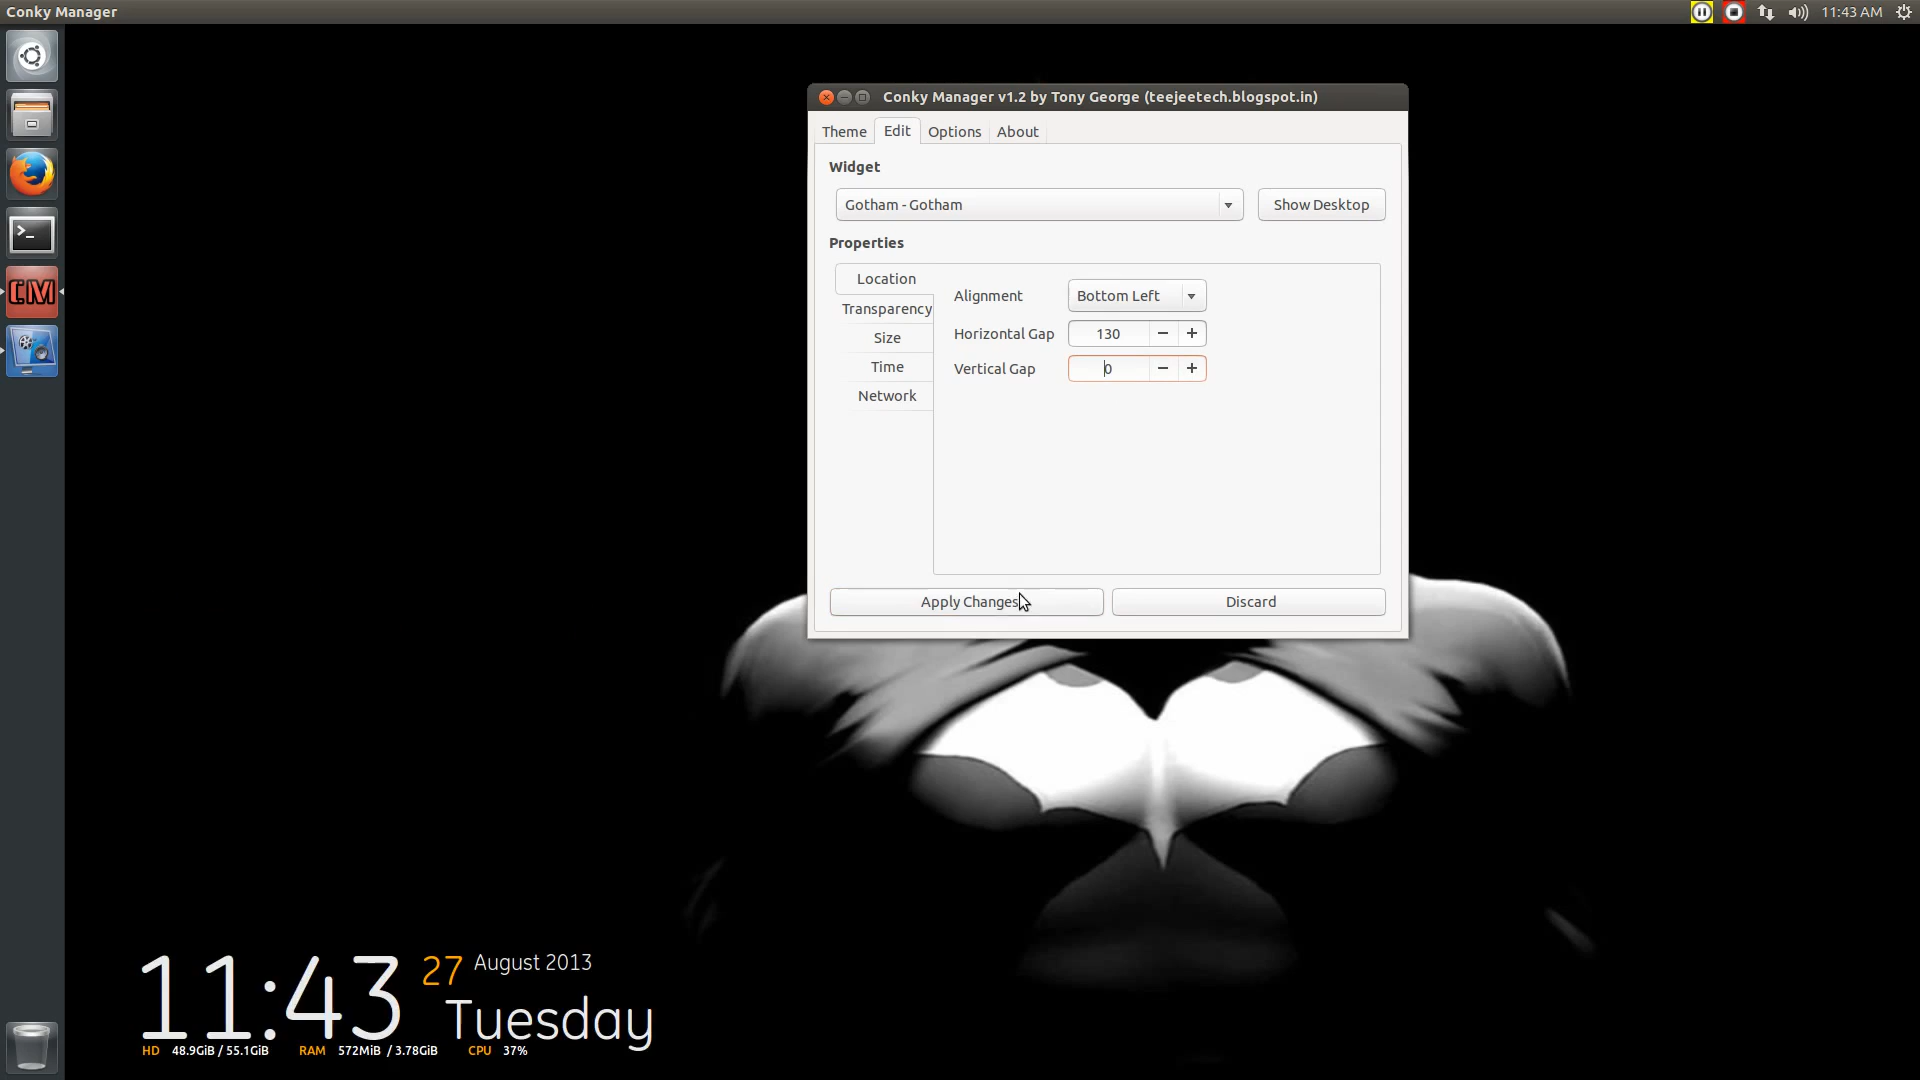 Conky Manager
11:43 AM
Conky Manager v1.2 by Tony George (teejeetech.blogspot.in)
Theme Edit Options About
Widget
Gotham - Gotham Show Desktop
Properties
Location
Transparency
Size
Time
Network
Alignment Bottom Left
Horizontal Gap 130 − +
Vertical Gap 0 − +
Apply Changes Discard
>_
CM
11:43 27 August 2013
Tuesday
HD 48.9GiB / 55.1GiB RAM 572MiB / 3.78GiB CPU 37%